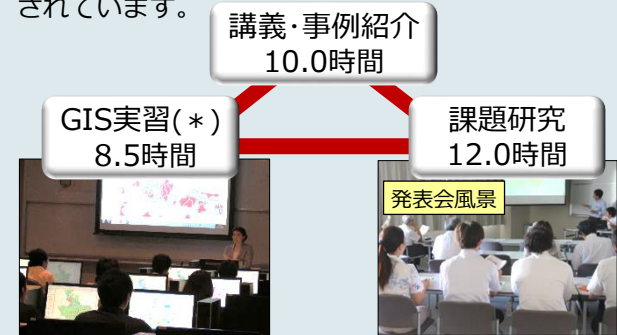 されています。
講義･事例紹介
10.0時間
GIS実習(＊)
8.5時間
課題研究
12.0時間
発表会風景